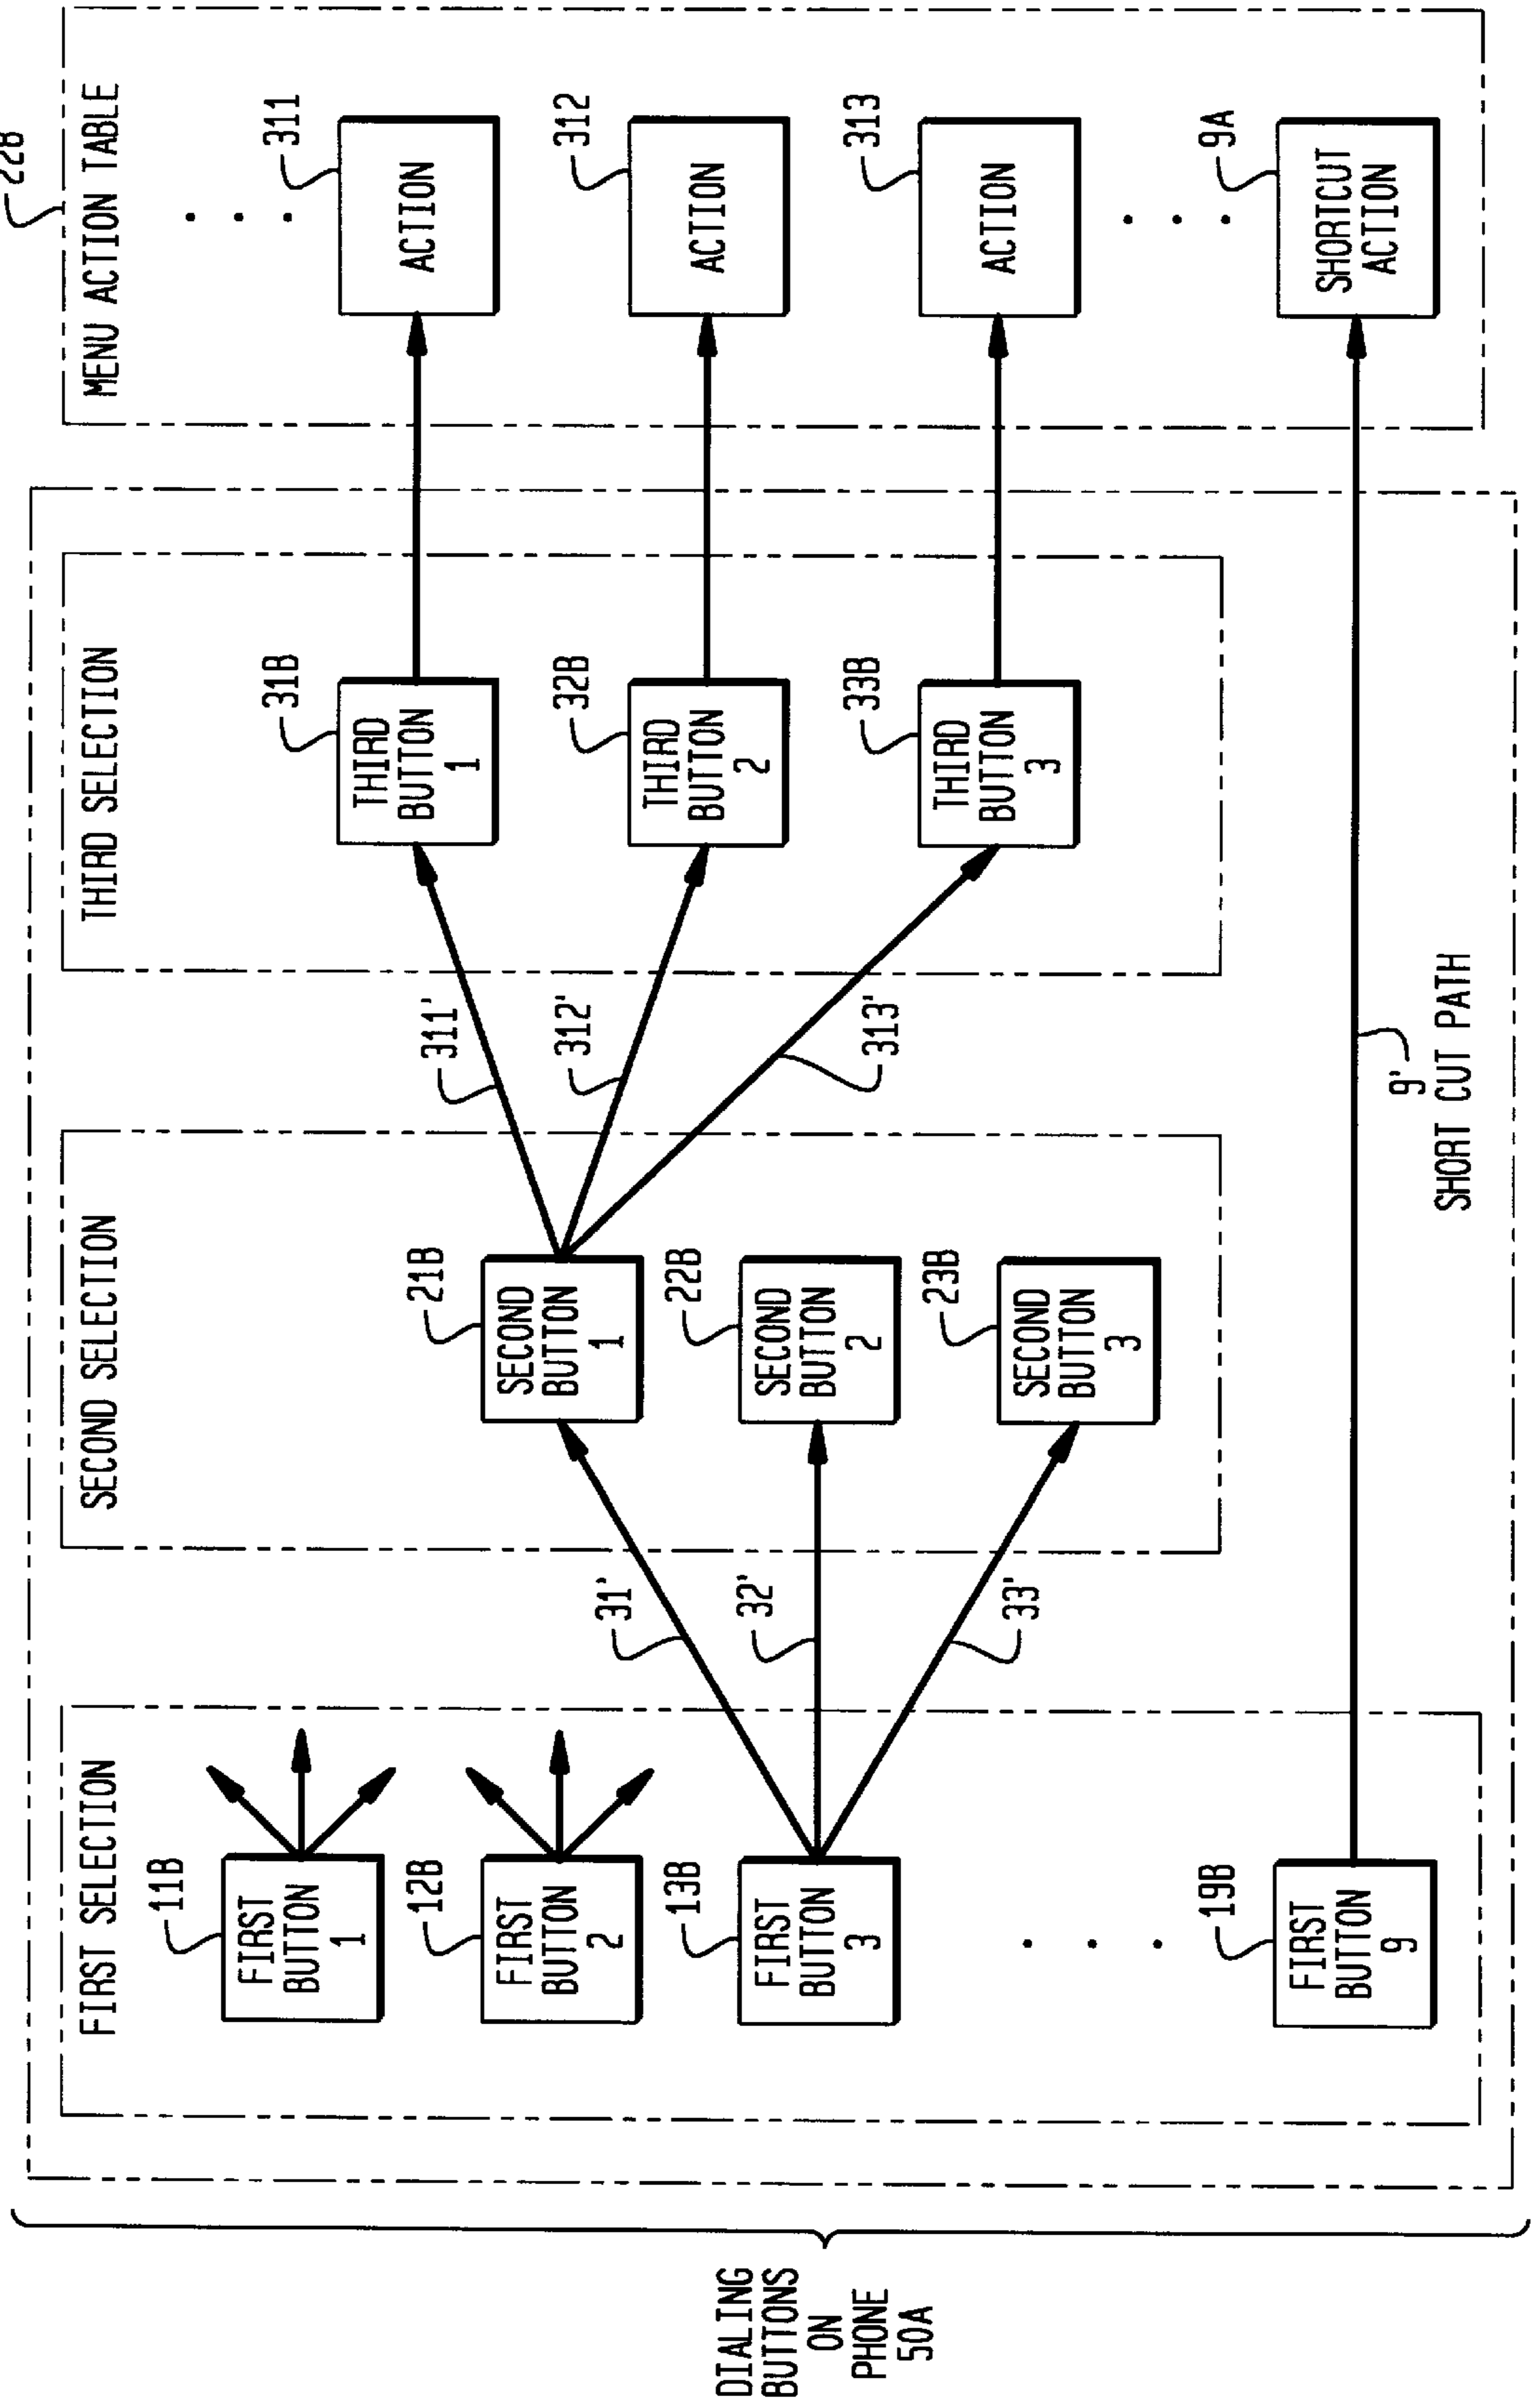 DIALING
BUTTONS
ON
PHONE
50A
FIRST SELECTION
11B
FIRST
BUTTON
1
12B
FIRST
BUTTON
2
13B
FIRST
BUTTON
3
. . .
19B
FIRST
BUTTON
9
31'
32'
33'
SECOND SELECTION
21B
SECOND
BUTTON
1
22B
SECOND
BUTTON
2
23B
SECOND
BUTTON
3
311'
312'
313'
9'
SHORT CUT PATH
THIRD SELECTION
31B
THIRD
BUTTON
1
32B
THIRD
BUTTON
2
33B
THIRD
BUTTON
3
MENU ACTION TABLE
. . .
311
ACTION
312
ACTION
313
ACTION
. . .
9A
SHORTCUT
ACTION